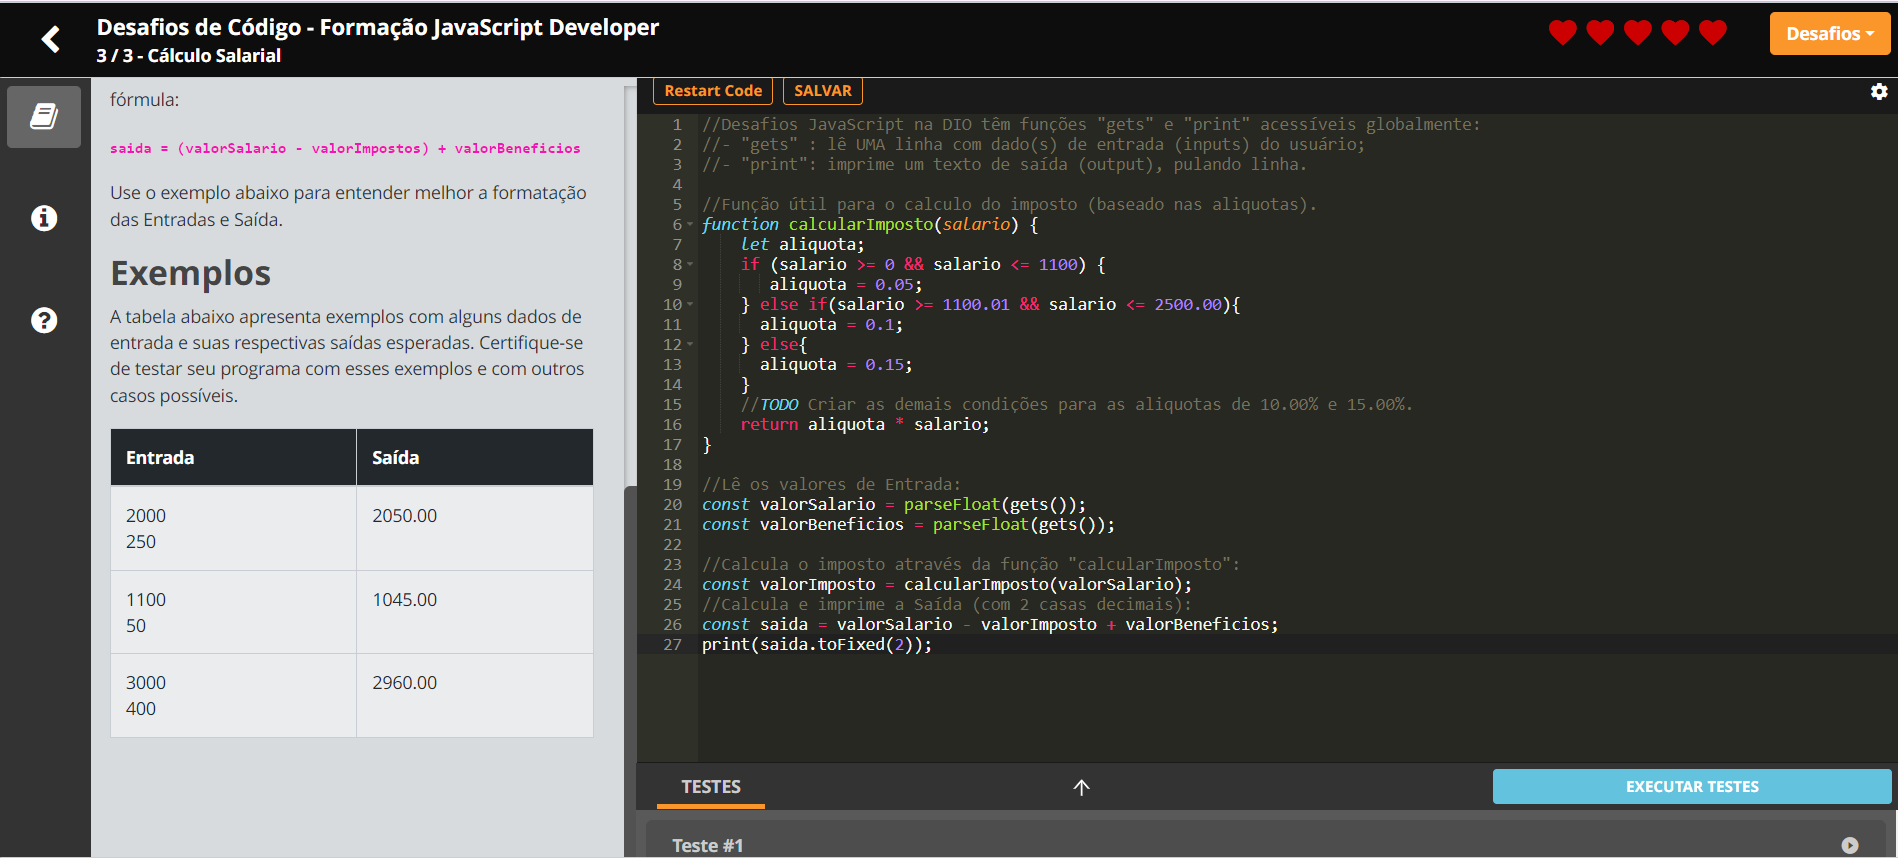 Desafios de Código - Formação JavaScript Developer
3 / 3 - Cálculo Salarial
Desafios
fórmula:
saida = (valorSalario - valorImpostos) + valorBeneficios
Use o exemplo abaixo para entender melhor a formatação
das Entradas e Saída.
Exemplos
A tabela abaixo apresenta exemplos com alguns dados de
entrada e suas respectivas saídas esperadas. Certifique-se
de testar seu programa com esses exemplos e com outros
casos possíveis.
Entrada Saída
2000 2050.00
250
1100 1045.00
50
3000 2960.00
400
Restart Code SALVAR
1 //Desafios JavaScript na DIO têm funções "gets" e "print" acessíveis globalmente:
2 //- "gets" : lê UMA linha com dado(s) de entrada (inputs) do usuário;
3 //- "print": imprime um texto de saída (output), pulando linha.
4
5 //Função útil para o calculo do imposto (baseado nas aliquotas).
6 function calcularImposto(salario) {
7 let aliquota;
8 if (salario >= 0 && salario <= 1100) {
9 aliquota = 0.05;
10 } else if(salario >= 1100.01 && salario <= 2500.00){
11 aliquota = 0.1;
12 } else{
13 aliquota = 0.15;
14 }
15 //TODO Criar as demais condições para as aliquotas de 10.00% e 15.00%.
16 return aliquota * salario;
17 }
18
19 //Lê os valores de Entrada:
20 const valorSalario = parseFloat(gets());
21 const valorBeneficios = parseFloat(gets());
22
23 //Calcula o imposto através da função "calcularImposto":
24 const valorImposto = calcularImposto(valorSalario);
25 //Calcula e imprime a Saída (com 2 casas decimais):
26 const saida = valorSalario - valorImposto + valorBeneficios;
27 print(saida.toFixed(2));
TESTES
EXECUTAR TESTES
Teste #1